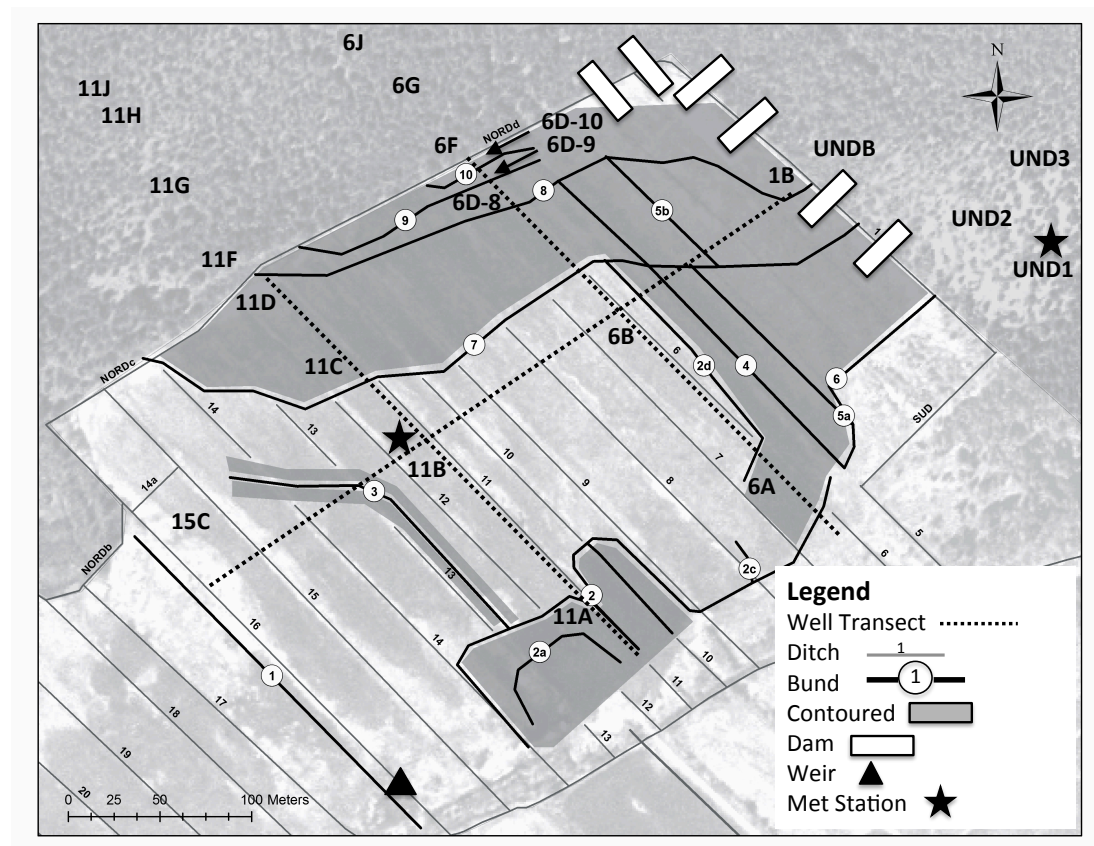 6J
N
6G
11J
11H
NORDd
6D-10
6F
6D-9
UNDB
UND3
10
1B
11G
8
6D-8
5b
9
UND2
1
11F
UND1
11D
6B
7
6
2d
4
6
11C
NORDc
14
5a
SUD
13
10
11B
7
11
9
8
14a
3
12
6A
15C
5
NORDb
6
13
2c
15
2
16
11A
14
2a
10
1
11
17
12
18
13
19
20
0 25 50 100 Meters
Legend
Well Transect
Ditch 1
Bund 1
Contoured
Dam
Weir
Met Station